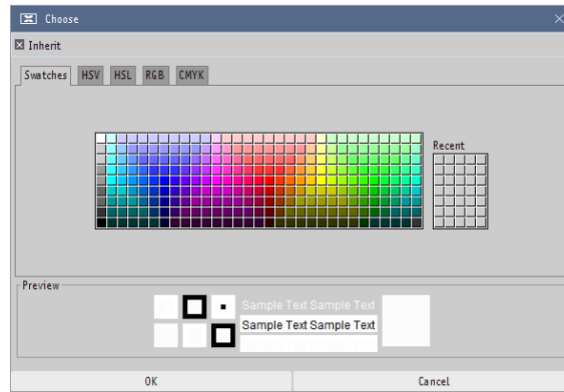 Choose
Inherit
Swatches HSV HSL RGB CMYK
Recent
Preview
Sample Text Sample Text
Sample Text Sample Text
OK Cancel